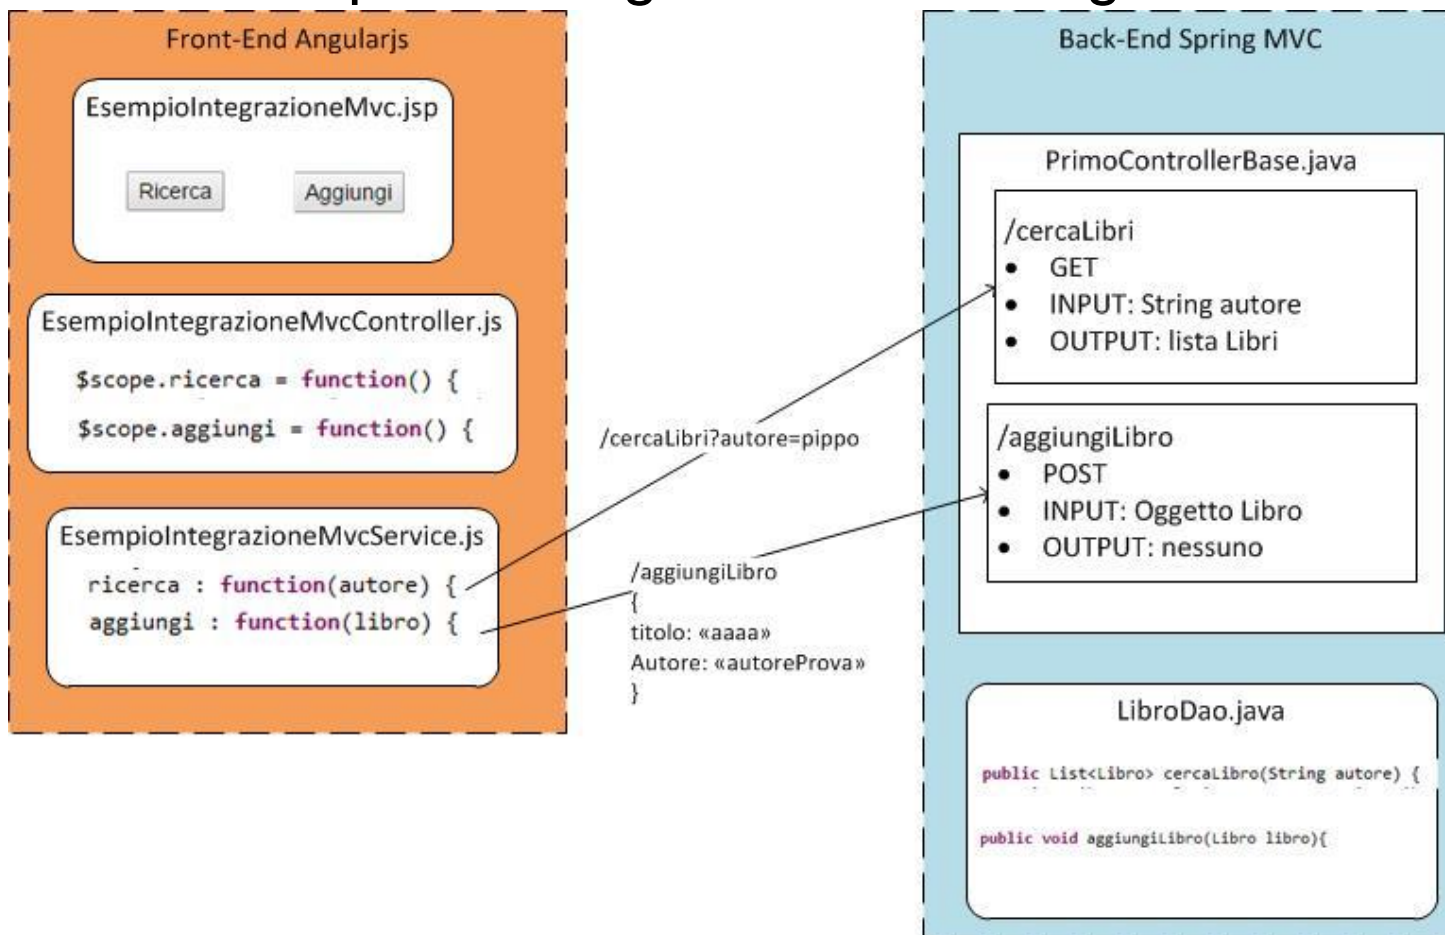 Front-End Angularjs
EsempioIntegrazioneMvc.jsp
Ricerca
Aggiungi
EsempioIntegrazioneMvcController.js
$scope.ricerca = function() {
$scope.aggiungi = function() {
EsempioIntegrazioneMvcService.js
ricerca : function(autore) {
aggiungi : function(libro) {
/cercaLibri?autore=pippo
/aggiungiLibro
{
titolo: «aaaa»
Autore: «autoreProva»
}
Back-End Spring MVC
PrimoControllerBase.java
/cercaLibri
• GET
• INPUT: String autore
• OUTPUT: lista Libri
/aggiungiLibro
• POST
• INPUT: Oggetto Libro
• OUTPUT: nessuno
LibroDao.java
public List<Libro> cercaLibro(String autore) {
public void aggiungiLibro(Libro libro){